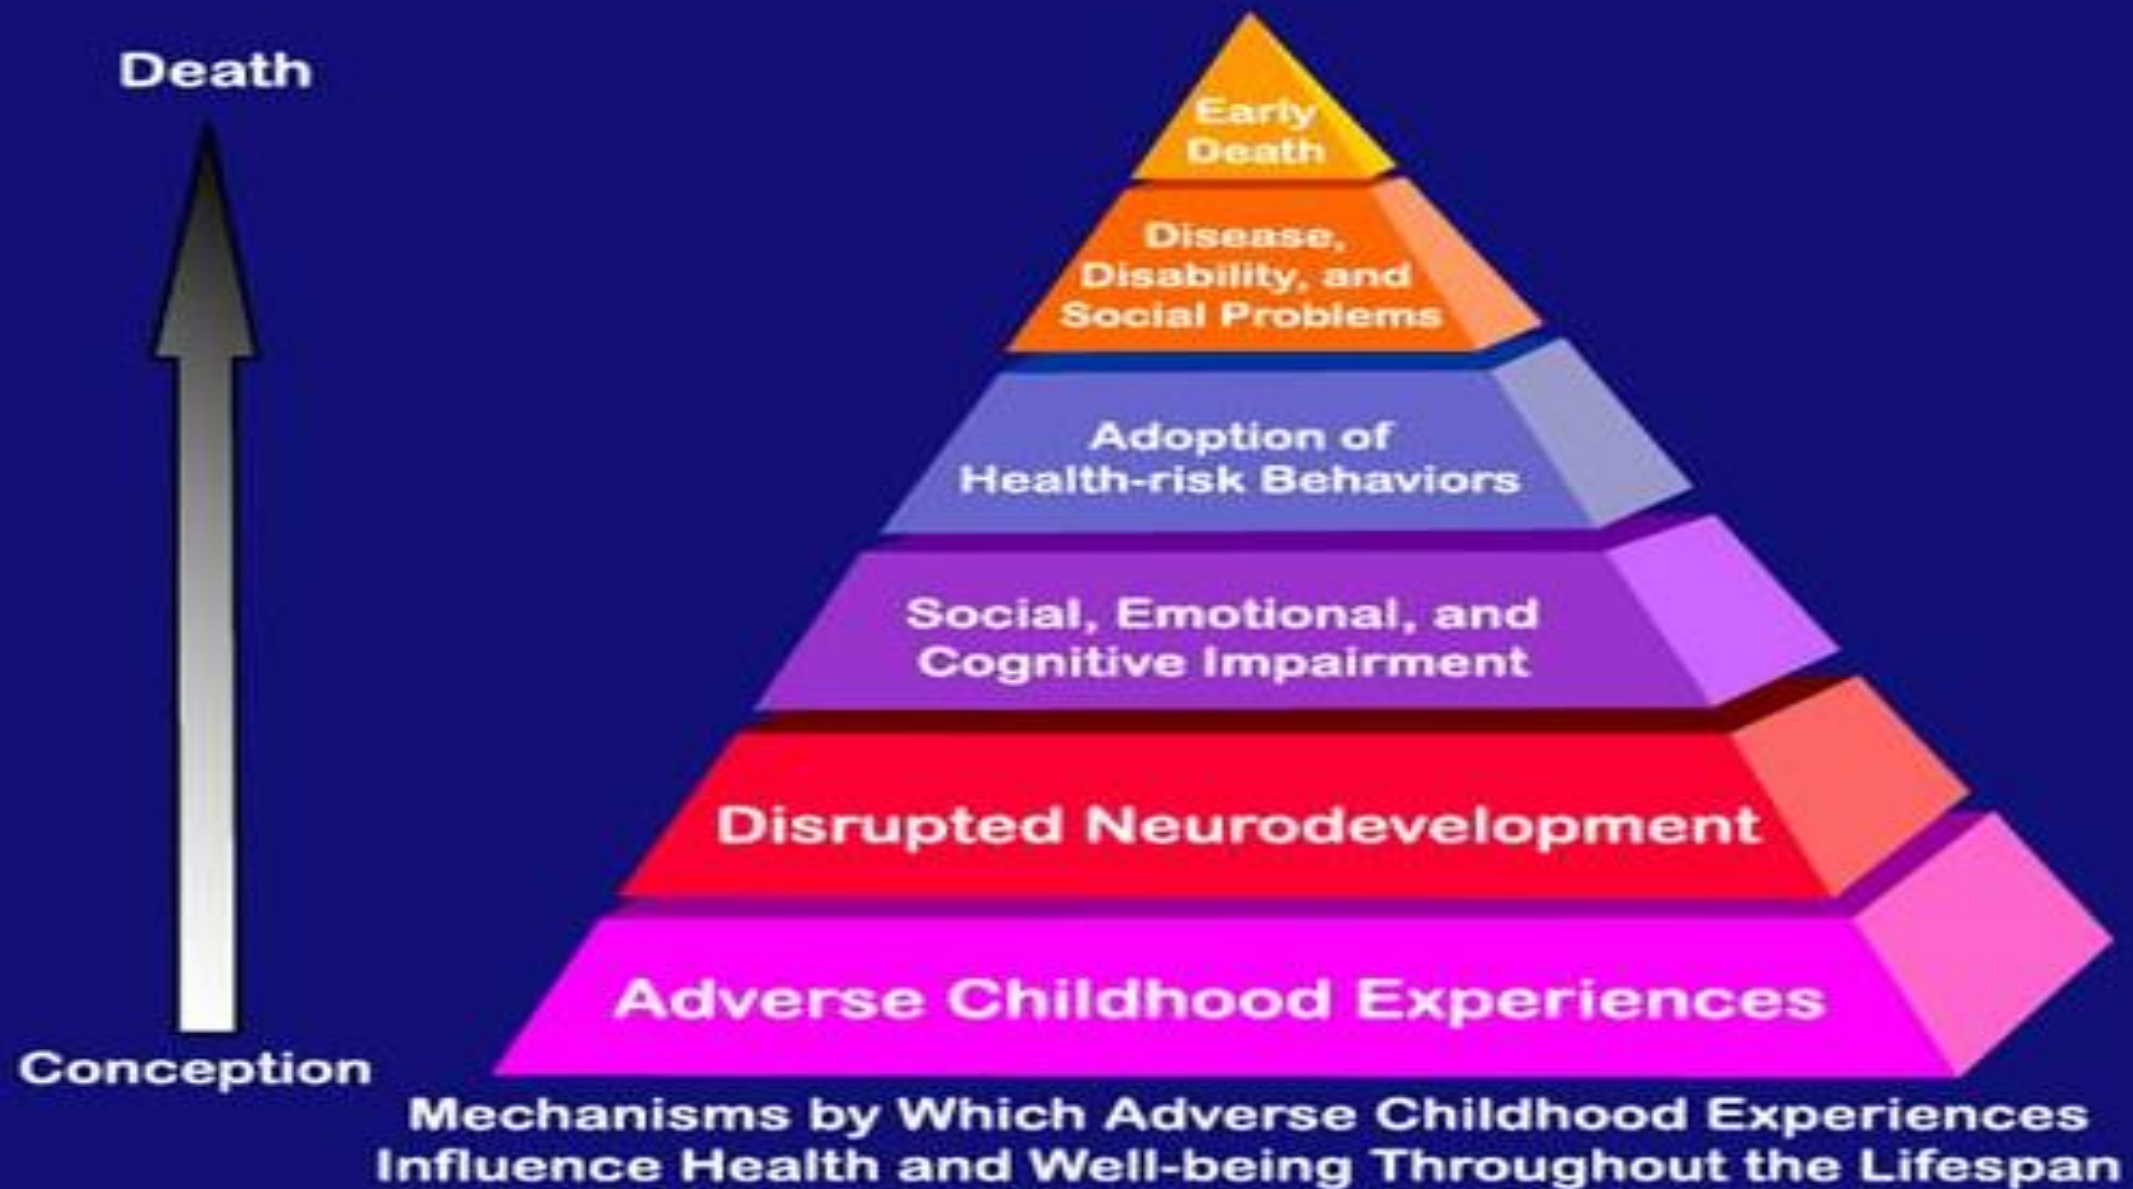 Death
Early
Death
Disease,
Disability, and
Social Problems
Adoption of
Health-risk Behaviors
Social, Emotional, and
Cognitive Impairment
Disrupted Neurodevelopment
Adverse Childhood Experiences
Conception
Mechanisms by Which Adverse Childhood Experiences
Influence Health and Well-being Throughout the Lifespan